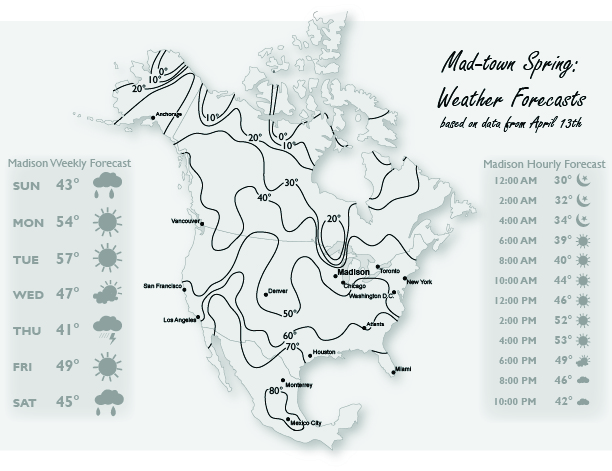 Mad-town Spring:
Weather Forecasts
based on data from April 13th
Madison Weekly Forecast
SUN 43°
MON 54°
TUE 57°
WED 47°
THU 41°
FRI 49°
SAT 45°
0°
10°
20°
Anchorage
10°
20°
0°
10°
30°
40°
20°
Vancouver
Madison
Toronto
San Francisco
Denver
Chicago
New York
Washington D.C.
Los Angeles
50°
Atlanta
60°
70°
Houston
Miami
80°
Monterrey
Mexico City
Madison Hourly Forecast
12:00 AM 30°
2:00 AM 32°
4:00 AM 34°
6:00 AM 39°
8:00 AM 40°
10:00 AM 44°
12:00 PM 46°
2:00 PM 52°
4:00 PM 53°
6:00 PM 49°
8:00 PM 46°
10:00 PM 42°